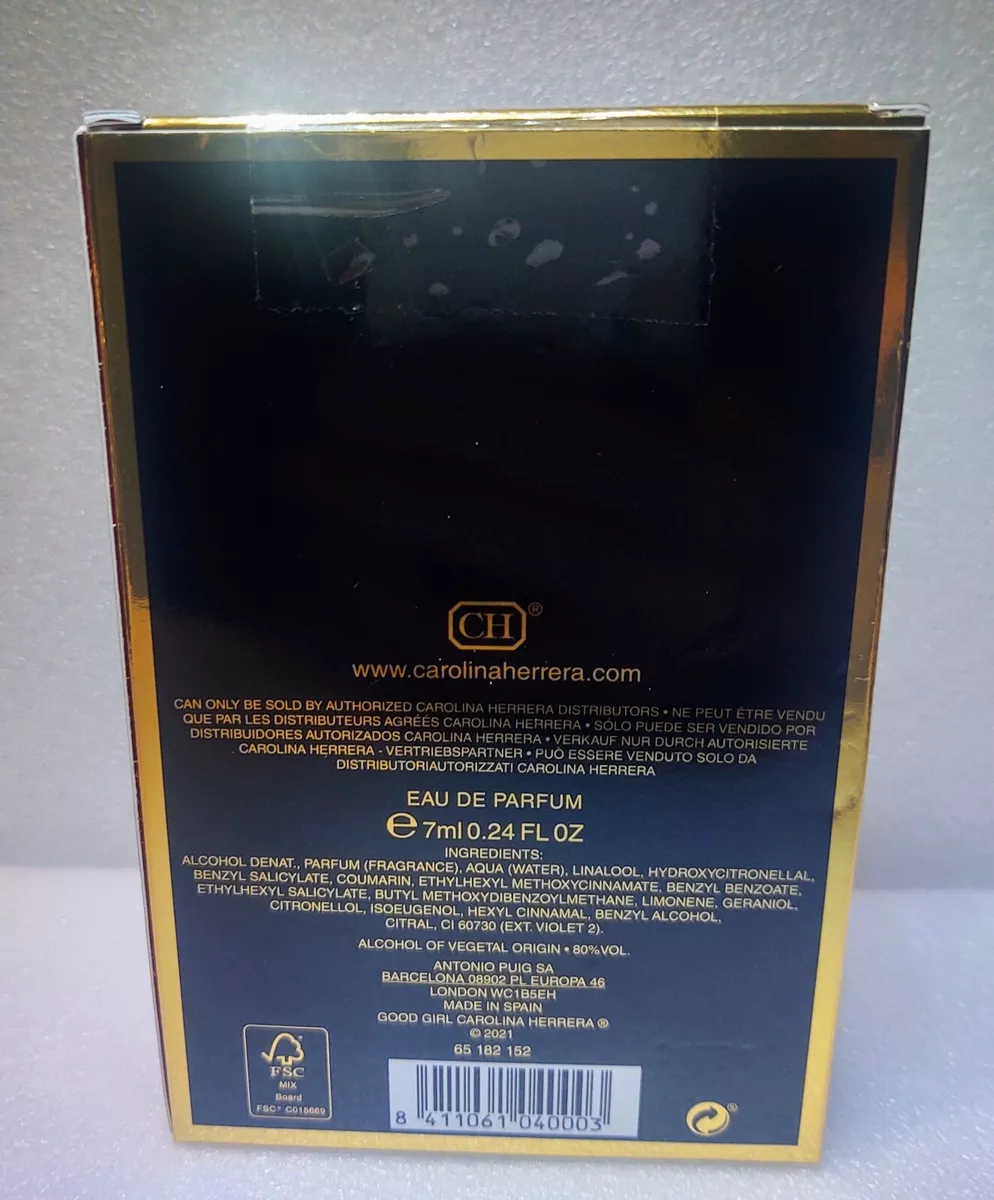 CH®
www.carolinaherrera.com
CAN ONLY BE SOLD BY AUTHORIZED CAROLINA HERRERA DISTRIBUTORS • NE PEUT ÊTRE VENDU
QUE PAR LES DISTRIBUTEURS AGRÉÉS CAROLINA HERRERA • SÓLO PUEDE SER VENDIDO POR
DISTRIBUIDORES AUTORIZADOS CAROLINA HERRERA • VERKAUF NUR DURCH AUTORISIERTE
CAROLINA HERRERA - VERTRIEBSPARTNER • PUÒ ESSERE VENDUTO SOLO DA
DISTRIBUTORIAUTORIZZATI CAROLINA HERRERA
EAU DE PARFUM
℮ 7ml 0.24 FL OZ
INGREDIENTS:
ALCOHOL DENAT., PARFUM (FRAGRANCE), AQUA (WATER), LINALOOL, HYDROXYCITRONELLAL,
BENZYL SALICYLATE, COUMARIN, ETHYLHEXYL METHOXYCINNAMATE, BENZYL BENZOATE,
ETHYLHEXYL SALICYLATE, BUTYL METHOXYDIBENZOYLMETHANE, LIMONENE, GERANIOL,
CITRONELLOL, ISOEUGENOL, HEXYL CINNAMAL, BENZYL ALCOHOL,
CITRAL, CI 60730 (EXT. VIOLET 2).
ALCOHOL OF VEGETAL ORIGIN • 80%VOL.
ANTONIO PUIG SA
BARCELONA 08902 PL EUROPA 46
LONDON WC1B5EH
MADE IN SPAIN
GOOD GIRL CAROLINA HERRERA ®
© 2021
65 182 152
FSC
MIX
Board
FSC® C015669
8 411061 040003
®